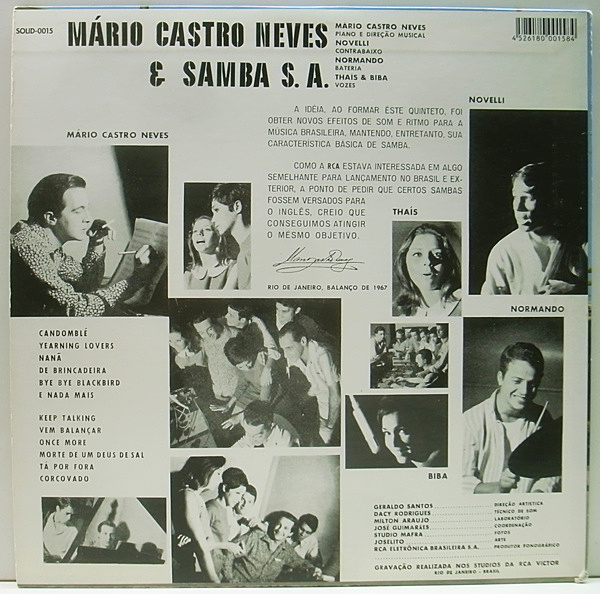 SOLID-0015
MÁRIO CASTRO NEVES
& SAMBA S.A.
MARIO CASTRO NEVES
PIANO E DIREÇÃO MUSICAL
NOVELLI
CONTRABAIXO
NORMANDO
BATERIA
THAÍS & BIBA
VOZES
4526180001584
A IDÉIA, AO FORMAR ÊSTE QUINTETO, FOI
OBTER NOVOS EFEITOS DE SOM E RITMO PARA A
MÚSICA BRASILEIRA, MANTENDO, ENTRETANTO, SUA
CARACTERÍSTICA BÁSICA DE SAMBA.
COMO A RCA ESTAVA INTERESSADA EM ALGO
SEMELHANTE PARA LANÇAMENTO NO BRASIL E EX-
TERIOR, A PONTO DE PEDIR QUE CERTOS SAMBAS
FOSSEM VERSADOS PARA
O INGLÊS, CREIO QUE
CONSEGUIMOS ATINGIR
O MESMO OBJETIVO.
RIO DE JANEIRO, BALANÇO DE 1967
MÁRIO CASTRO NEVES
NOVELLI
THAÍS
NORMANDO
BIBA
CANDOMBLÉ
YEARNING LOVERS
NANÃ
DE BRINCADEIRA
BYE BYE BLACKBIRD
E NADA MAIS
KEEP TALKING
VEM BALANÇAR
ONCE MORE
MORTE DE UM DEUS DE SAL
TÁ POR FORA
CORCOVADO
GERALDO SANTOS DIREÇÃO ARTISTICA
DACY RODRIGUES TÉCNICO DE SOM
MILTON ARAUJO LABORATÓRIO
JOSÉ GUIMARÃES COORDENAÇÃO
STUDIO MAFRA FOTOS
JOSELITO ARTE
RCA ELETRÔNICA BRASILEIRA S.A. PRODUTOR FONOGRÁFICO
GRAVAÇÃO REALIZADA NOS STUDIOS DA RCA VICTOR
RIO DE JANEIRO - BRASIL